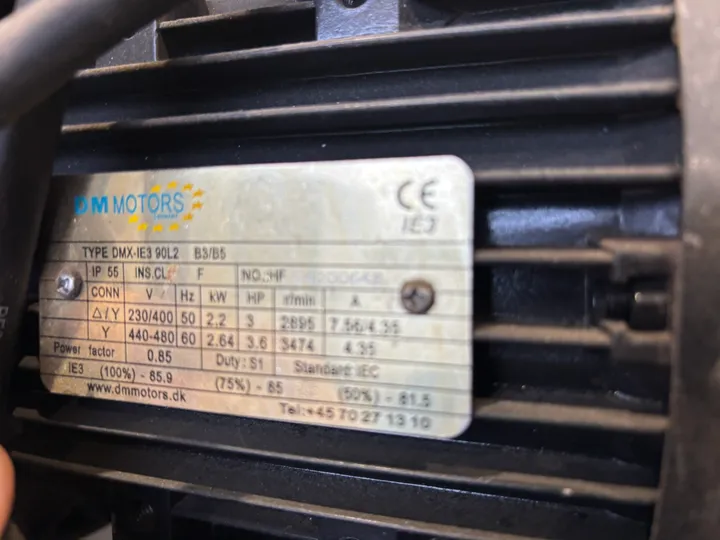 DM MOTORS
CE
IE3
TYPE DMX-IE3 90L2 B3/B5
IP 55 INS.CL F NO.:HF
CONN V Hz kW HP r/min A
△/Y 230/400 50 2.2 3 2895 7.56/4.35
Y 440-480 60 2.64 3.6 3474 4.35
Power factor 0.85 Duty: S1 Standard: IEC
IE3 (100%) - 85.9 (75%) - 85 (50%) - 81.5
www.dmmotors.dk
Tel:+45 70 27 13 10